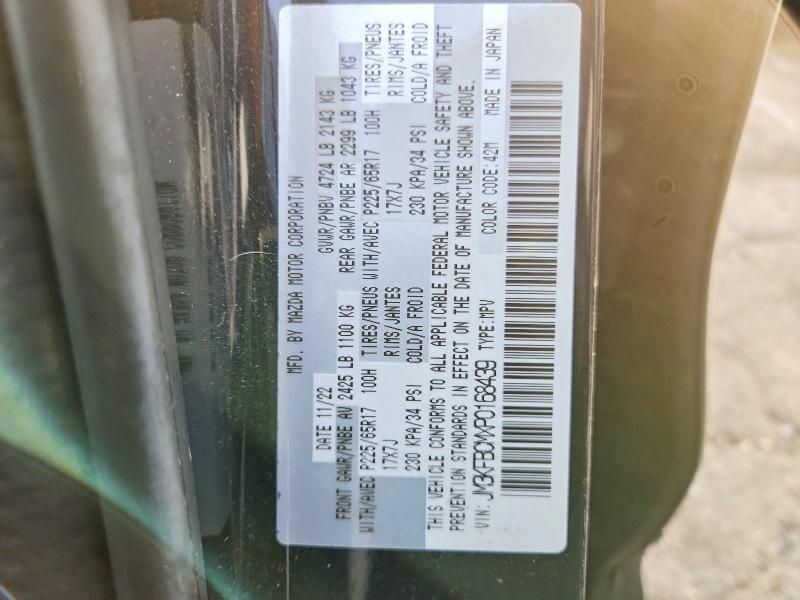 MFD. BY MAZDA MOTOR CORPORATION
DATE 11/22 GVWR/PNBV 4724 LB 2143 KG
FRONT GAWR/PNBE AV 2425 LB 1100 KG REAR GAWR/PNBE AR 2299 LB 1043 KG
WITH/AVEC P225/65R17 100H TIRES/PNEUS WITH/AVEC P225/65R17 100H TIRES/PNEUS
17X7J RIMS/JANTES 17X7J RIMS/JANTES
230 KPA/34 PSI COLD/A FROID 230 KPA/34 PSI COLD/A FROID
THIS VEHICLE CONFORMS TO ALL APPLICABLE FEDERAL MOTOR VEHICLE SAFETY AND THEFT
PREVENTION STANDARDS IN EFFECT ON THE DATE OF MANUFACTURE SHOWN ABOVE.
VIN: JM3KFBCMXP0168439 TYPE:MPV COLOR CODE:42M MADE IN JAPAN